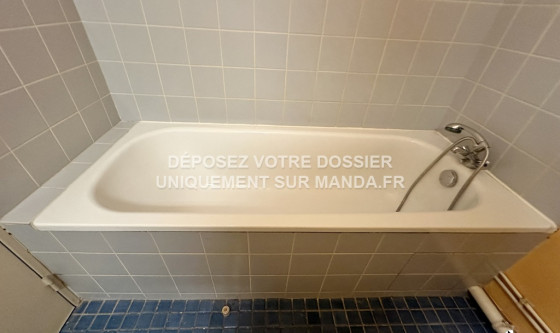 DÉPOSEZ VOTRE DOSSIER
UNIQUEMENT SUR MANDA.FR